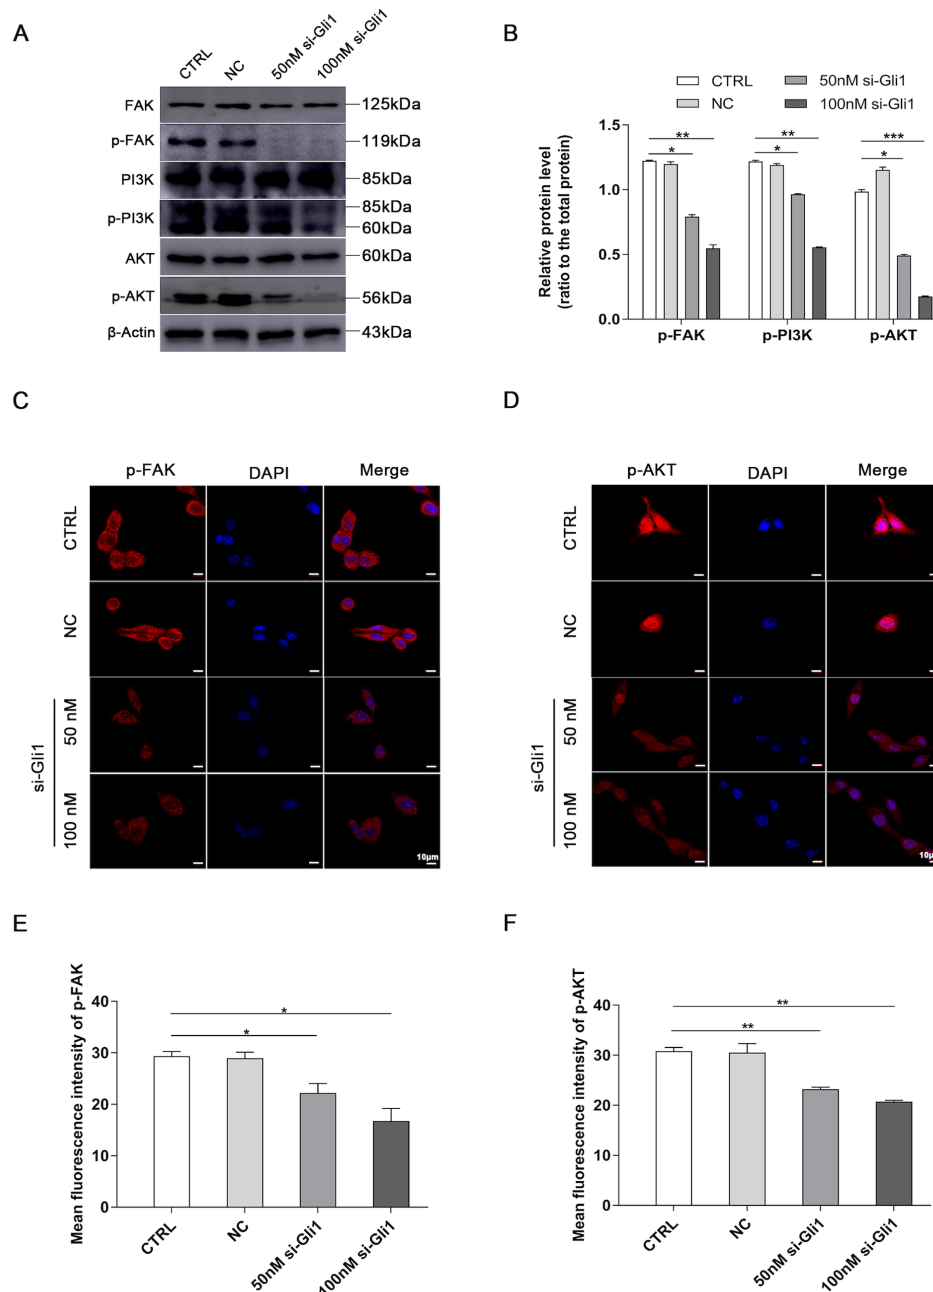 A
CTRL
NC
50nM si-Gli1
100nM si-Gli1
FAK
125kDa
p-FAK
119kDa
PI3K
85kDa
p-PI3K
85kDa
60kDa
AKT
60kDa
p-AKT
56kDa
β-Actin
43kDa
B
CTRL
50nM si-Gli1
NC
100nM si-Gli1
Relative protein level
(ratio to the total protein)
1.5
1.0
0.5
0.0
**
*
**
*
***
*
p-FAK
p-PI3K
p-AKT
C
p-FAK
DAPI
Merge
CTRL
NC
si-Gli1
50 nM
100 nM
10μm
D
p-AKT
DAPI
Merge
CTRL
NC
si-Gli1
50 nM
100 nM
10μ
E
Mean fluorescence intensity of p-FAK
40
30
20
10
0
*
*
CTRL
NC
50nM si-Gli1
100nM si-Gli1
F
Mean fluorescence intensity of p-AKT
40
30
20
10
0
**
**
CTRL
NC
50nM si-Gli1
100nM si-Gli1